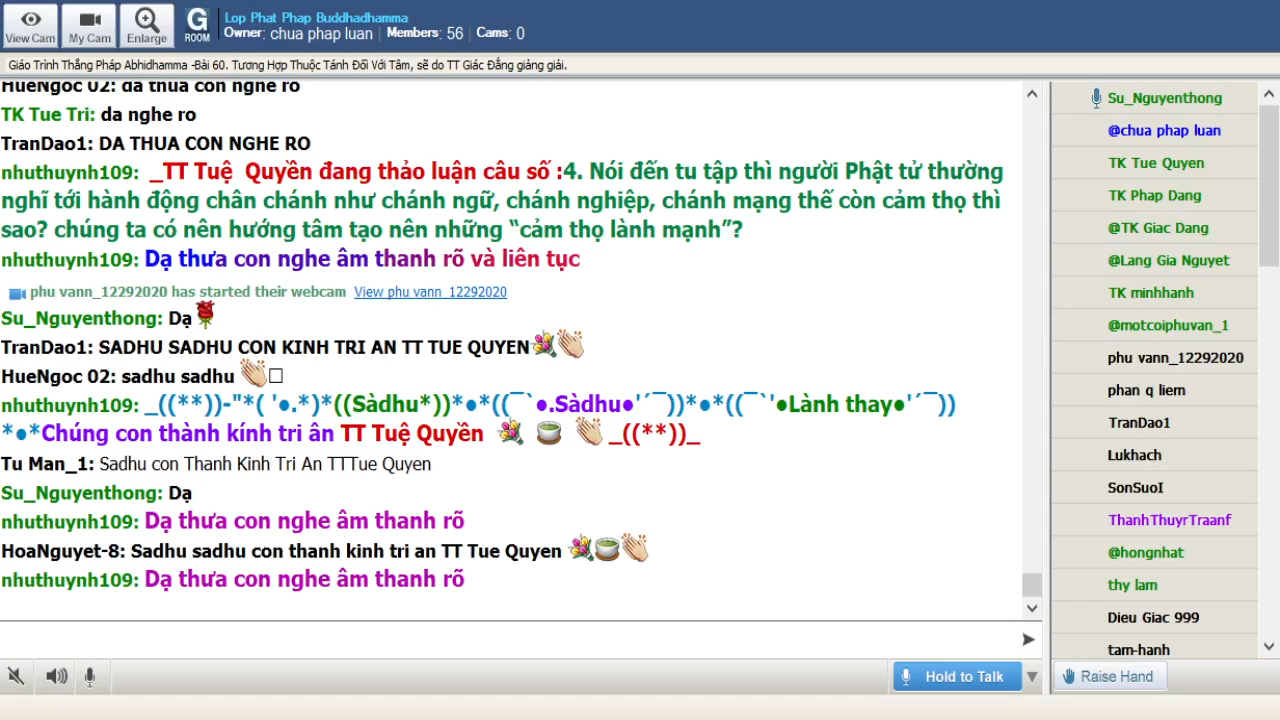 View Cam
My Cam
Enlarge
G
ROOM
Lop Phat Phap Buddhadhamma
Owner: chua phap luan | Members: 56 | Cams: 0
Giáo Trình Thắng Pháp Abhidhamma -Bài 60. Tương Hợp Thuộc Tánh Đối Với Tâm, sẽ do TT Giác Đẳng giảng giải.
HueNgoc 02: da thua con nghe ro
TK Tue Tri: da nghe ro
TranDao1: DA THUA CON NGHE RO
nhuthuynh109: _TT Tuệ Quyền đang thảo luận câu số :4. Nói đến tu tập thì người Phật tử thường
nghĩ tới hành động chân chánh như chánh ngữ, chánh nghiệp, chánh mạng thế còn cảm thọ thì
sao? chúng ta có nên hướng tâm tạo nên những “cảm thọ lành mạnh”?
nhuthuynh109: Dạ thưa con nghe âm thanh rõ và liên tục
phu vann_12292020 has started their webcam View phu vann_12292020
Su_Nguyenthong: Dạ🌹
TranDao1: SADHU SADHU CON KINH TRI AN TT TUE QUYEN💐👏
HueNgoc 02: sadhu sadhu 👏□
nhuthuynh109: _((**))-"*( '●.*)*((Sàdhu*))*●*((¯`●.Sàdhu●'´¯))*●*((¯`'●Lành thay●'´¯))
*●*Chúng con thành kính tri ân TT Tuệ Quyền 💐 🍵 👏 _((**))_
Tu Man_1: Sadhu con Thanh Kinh Tri An TTTue Quyen
Su_Nguyenthong: Dạ
nhuthuynh109: Dạ thưa con nghe âm thanh rõ
HoaNguyet-8: Sadhu sadhu con thanh kinh tri an TT Tue Quyen 💐🍵👏
nhuthuynh109: Dạ thưa con nghe âm thanh rõ
Hold to Talk
Su_Nguyenthong
@chua phap luan
TK Tue Quyen
TK Phap Dang
@TK Giac Dang
@Lang Gia Nguyet
TK minhhanh
@motcoiphuvan_1
phu vann_12292020
phan q liem
TranDao1
Lukhach
SonSuoI
ThanhThuyrTraanf
@hongnhat
thy lam
Dieu Giac 999
tam-hanh
Raise Hand